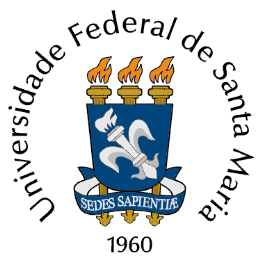 Universidade Federal de Santa Maria
SEDES SAPIENTIÆ
1960